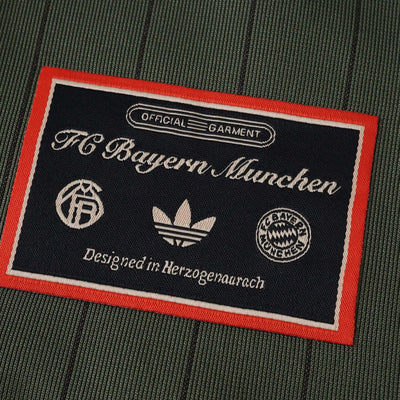 OFFICIAL GARMENT
FC Bayern Munchen
FC BAYERN
MÜNCHEN
Designed in Herzogenaurach